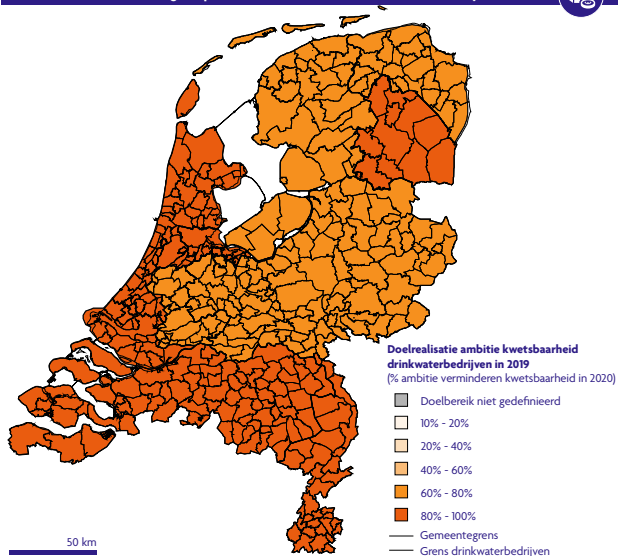 Doelrealisatie ambitie kwetsbaarheid
drinkwaterbedrijven in 2019
(% ambitie verminderen kwetsbaarheid in 2020)
Doelbereik niet gedefinieerd
10% - 20%
20% - 40%
40% - 60%
60% - 80%
80% - 100%
Gemeentegrens
Grens drinkwaterbedrijven
50 km